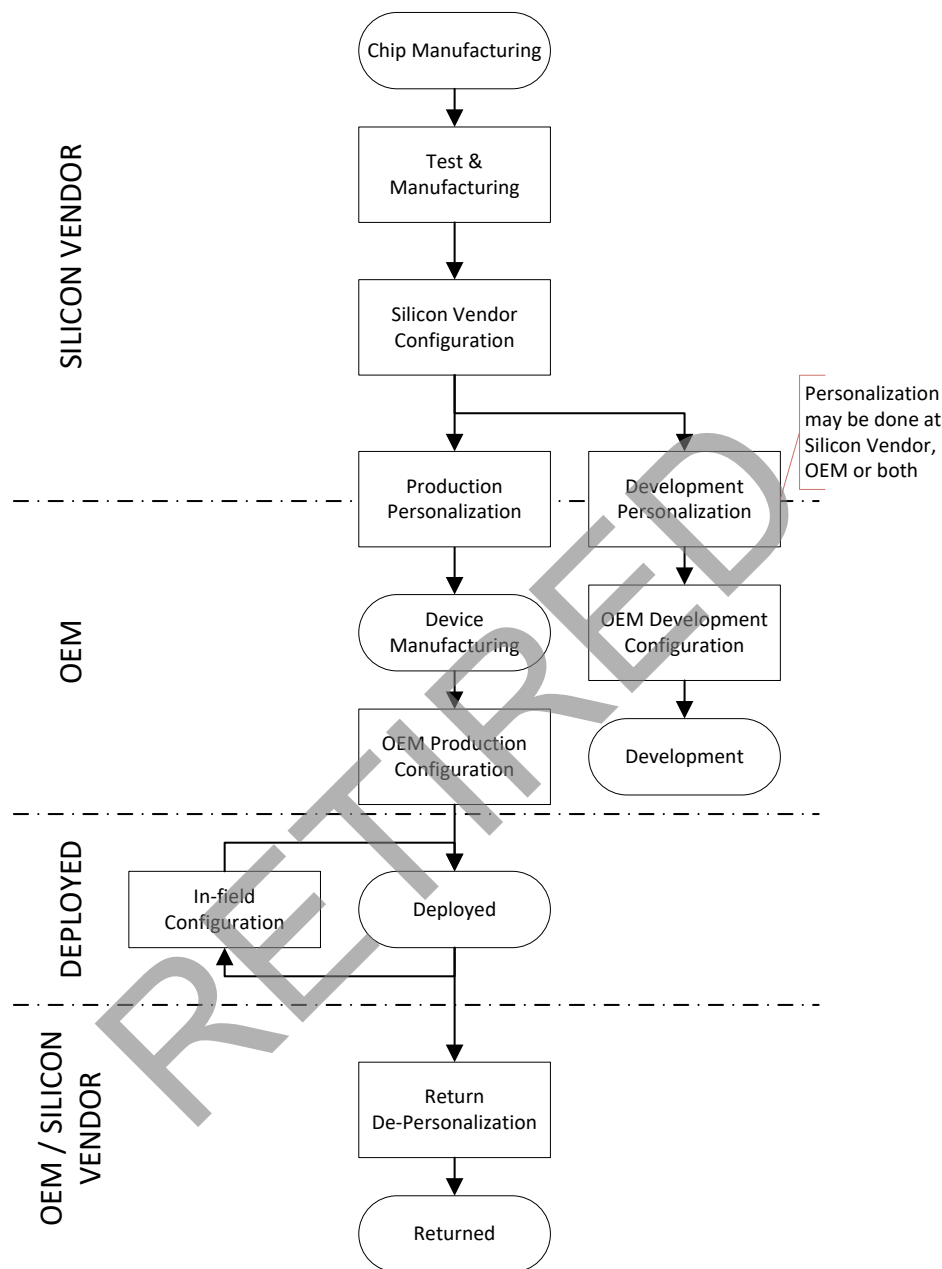 Chip Manufacturing
SILICON VENDOR
Test &
Manufacturing
Silicon Vendor
Configuration
Personalization
may be done at
Silicon Vendor,
OEM or both
Production
Personalization
Development
Personalization
OEM
Device
Manufacturing
OEM Development
Configuration
OEM Production
Configuration
Development
DEPLOYED
In-field
Configuration
Deployed
OEM / SILICON
VENDOR
Return
De-Personalization
Returned
RETIRED